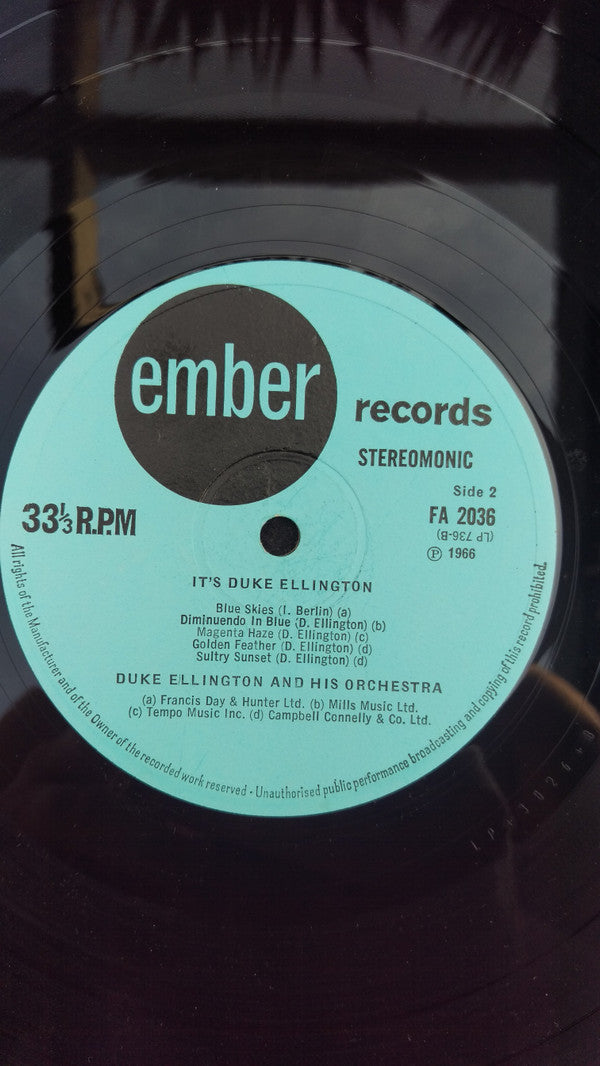 ember
records
STEREOMONIC
Side 2
33⅓ R.P.M
FA 2036
(LP 736-B)
℗ 1966
IT'S DUKE ELLINGTON
Blue Skies (I. Berlin) (a)
Diminuendo In Blue (D. Ellington) (b)
Magenta Haze (D. Ellington) (c)
Golden Feather (D. Ellington) (d)
Sultry Sunset (D. Ellington) (d)
DUKE ELLINGTON AND HIS ORCHESTRA
(a) Francis Day & Hunter Ltd. (b) Mills Music Ltd.
(c) Tempo Music Inc. (d) Campbell Connelly & Co. Ltd.
All rights of the Manufacturer and of the Owner of the recorded work reserved - Unauthorised public performance broadcasting and copying of this record prohibited.